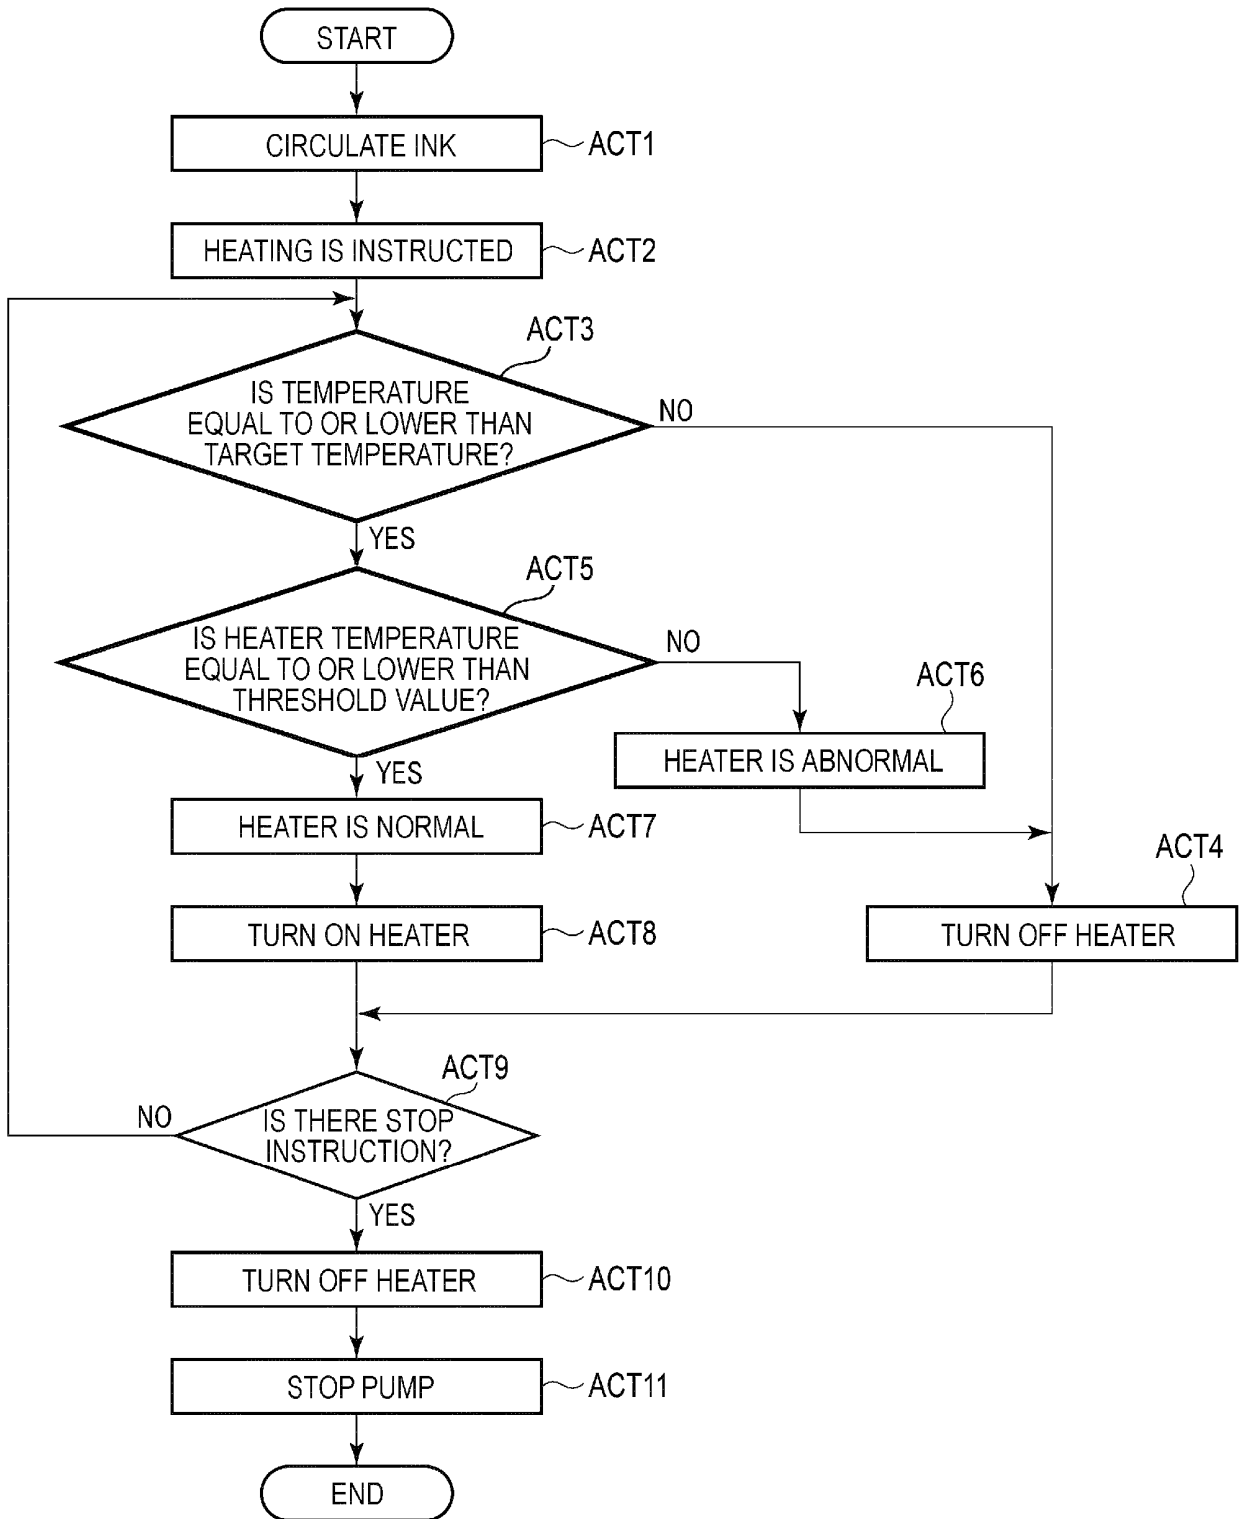 START
CIRCULATE INK
ACT1
HEATING IS INSTRUCTED
ACT2
ACT3
IS TEMPERATURE
EQUAL TO OR LOWER THAN
TARGET TEMPERATURE?
NO
YES
ACT5
IS HEATER TEMPERATURE
EQUAL TO OR LOWER THAN
THRESHOLD VALUE?
NO
ACT6
HEATER IS ABNORMAL
YES
HEATER IS NORMAL
ACT7
ACT4
TURN ON HEATER
ACT8
TURN OFF HEATER
ACT9
IS THERE STOP
INSTRUCTION?
NO
YES
TURN OFF HEATER
ACT10
STOP PUMP
ACT11
END